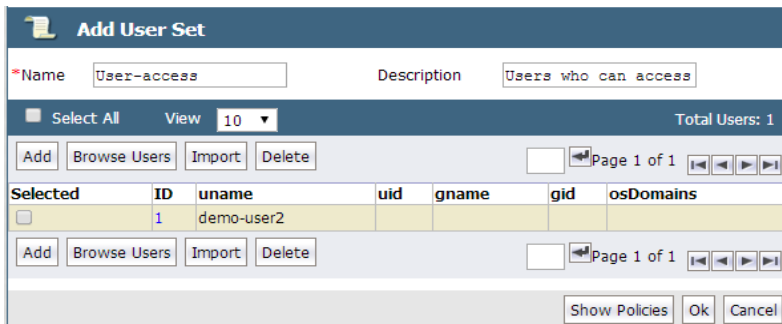 Add User Set
*Name User-access Description Users who can access
Select All View 10 Total Users: 1
Add Browse Users Import Delete Page 1 of 1
Selected ID uname uid gname gid osDomains
1 demo-user2
Add Browse Users Import Delete Page 1 of 1
Show Policies Ok Cancel